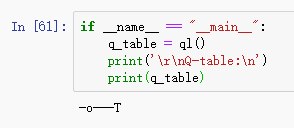 In [61]: if __name__ == "__main__":
    q_table = ql()
    print('\r\nQ-table:\n')
    print(q_table)
-o---T